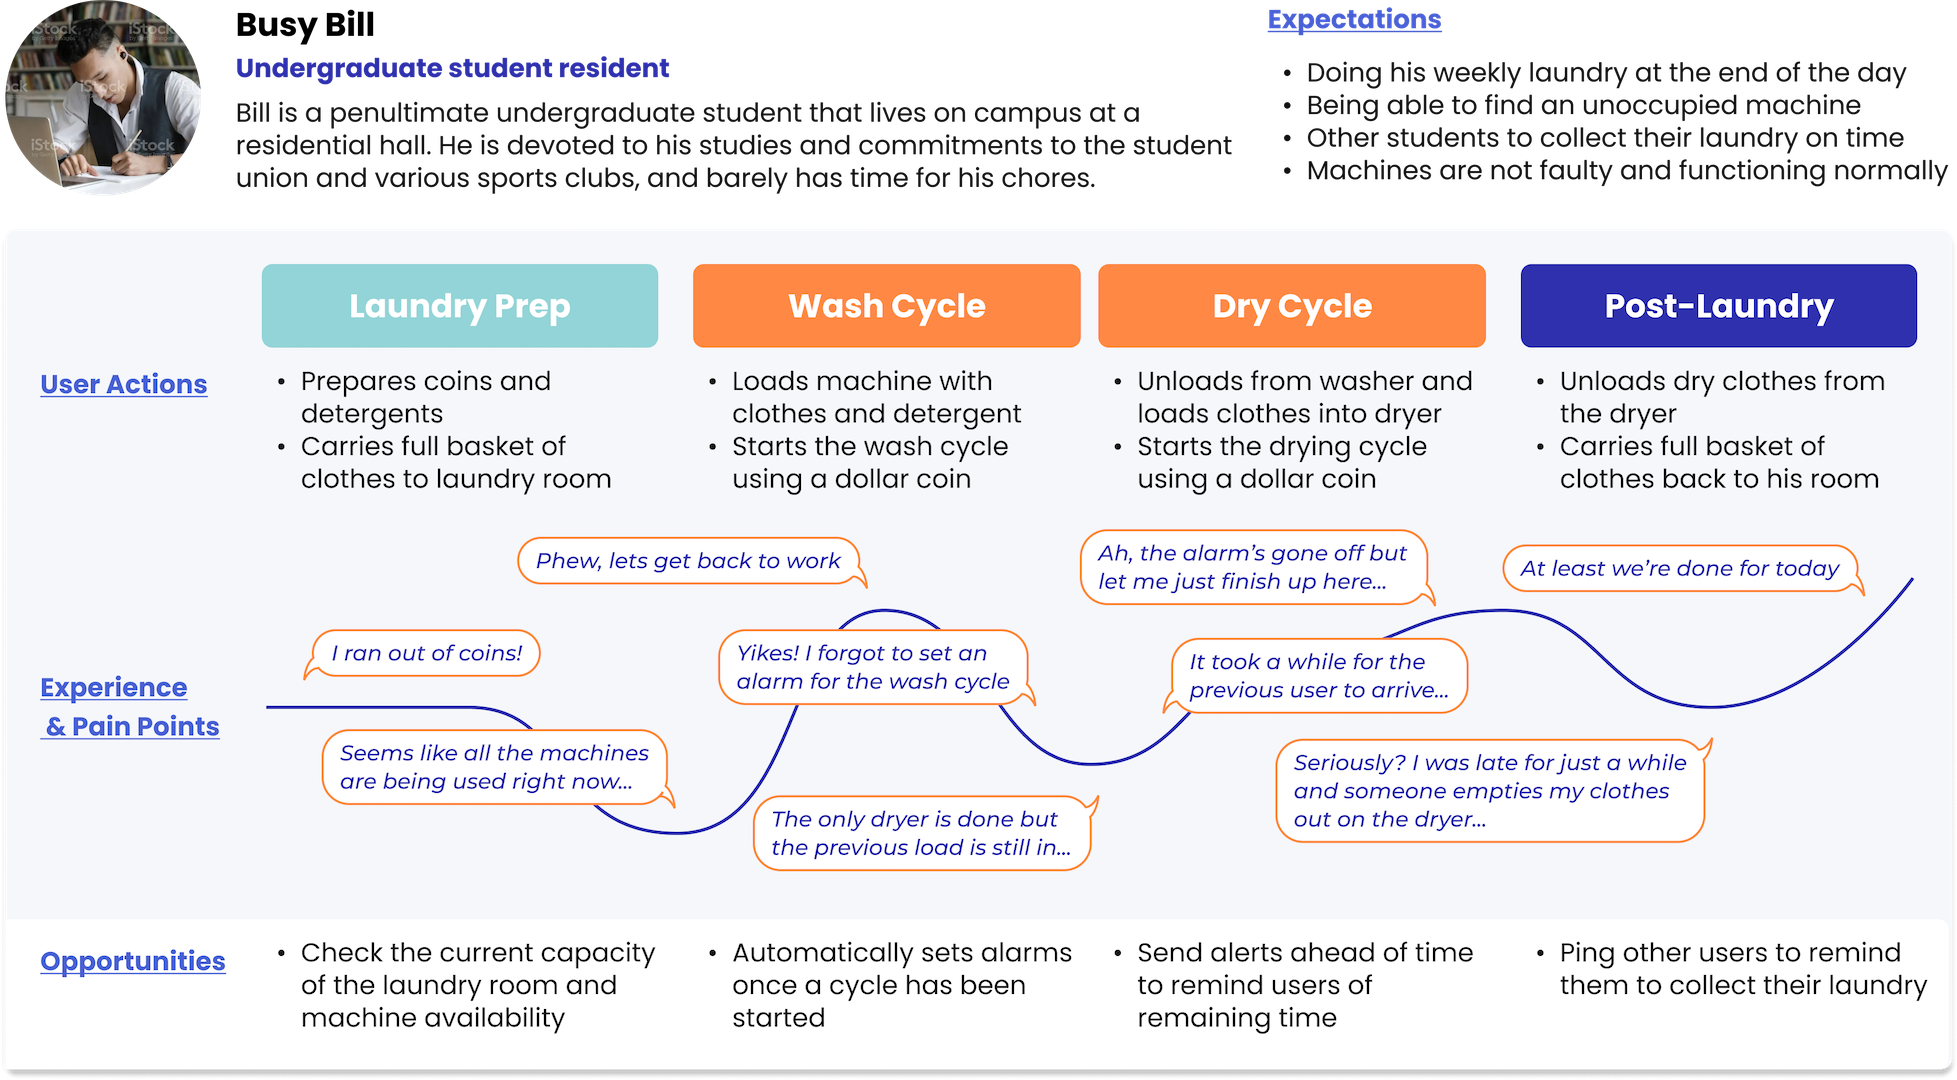 Busy Bill
Undergraduate student resident
Bill is a penultimate undergraduate student that lives on campus at a
residential hall. He is devoted to his studies and commitments to the student
union and various sports clubs, and barely has time for his chores.
Expectations
• Doing his weekly laundry at the end of the day
• Being able to find an unoccupied machine
• Other students to collect their laundry on time
• Machines are not faulty and functioning normally
iStock
iStock
iStock
iStock
iStock
Laundry Prep
Wash Cycle
Dry Cycle
Post-Laundry
User Actions
• Prepares coins and
detergents
• Carries full basket of
clothes to laundry room
• Loads machine with
clothes and detergent
• Starts the wash cycle
using a dollar coin
• Unloads from washer and
loads clothes into dryer
• Starts the drying cycle
using a dollar coin
• Unloads dry clothes from
the dryer
• Carries full basket of
clothes back to his room
Experience
& Pain Points
I ran out of coins!
Seems like all the machines
are being used right now...
Phew, lets get back to work
Yikes! I forgot to set an
alarm for the wash cycle
The only dryer is done but
the previous load is still in...
Ah, the alarm's gone off but
let me just finish up here...
It took a while for the
previous user to arrive...
Seriously? I was late for just a while
and someone empties my clothes
out on the dryer...
At least we're done for today
Opportunities
• Check the current capacity
of the laundry room and
machine availability
• Automatically sets alarms
once a cycle has been
started
• Send alerts ahead of time
to remind users of
remaining time
• Ping other users to remind
them to collect their laundry